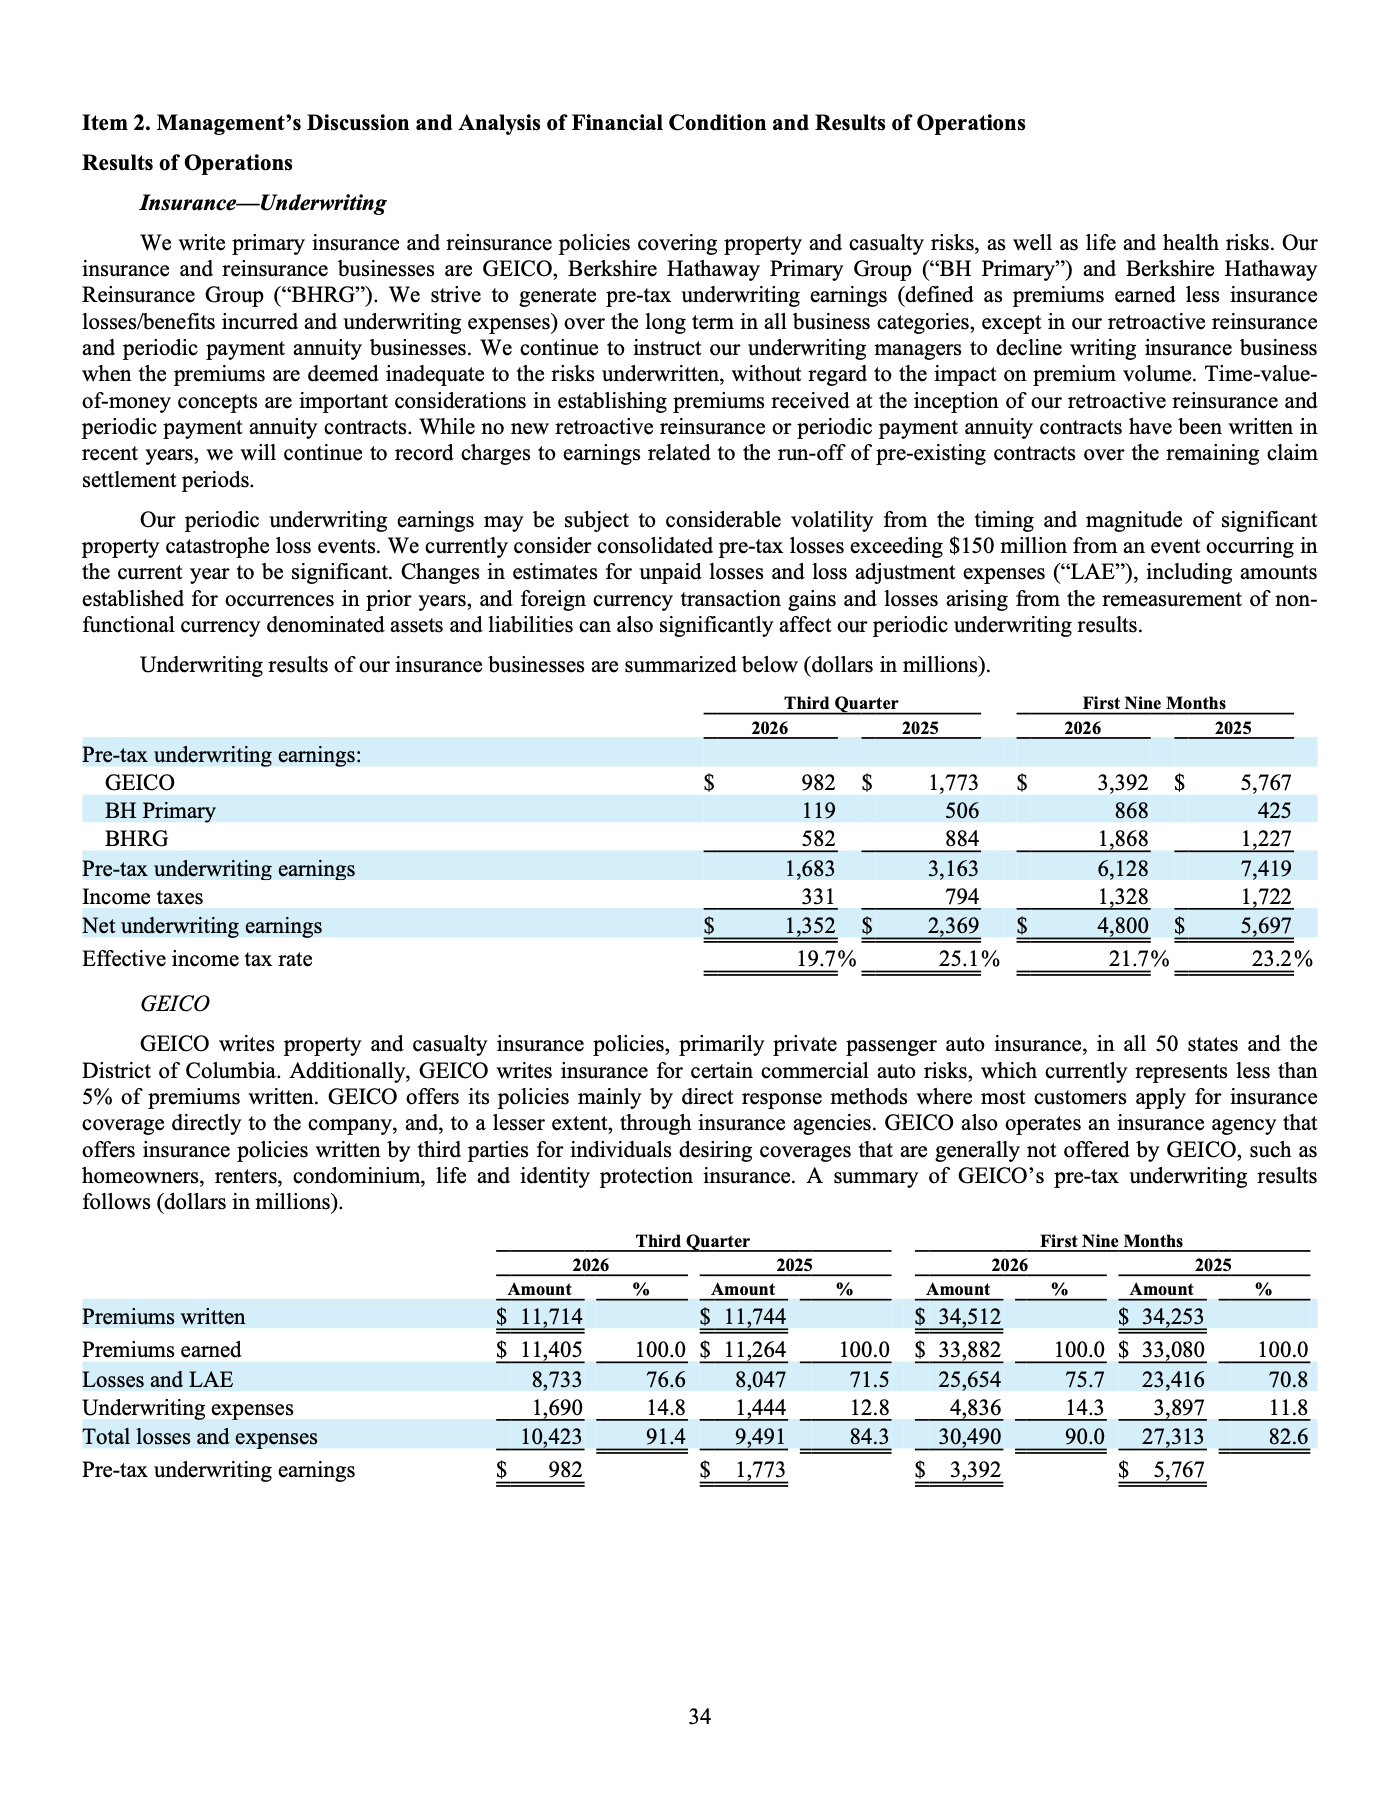 Item 2. Management’s Discussion and Analysis of Financial Condition and Results of Operations
Results of Operations
Insurance—Underwriting
We write primary insurance and reinsurance policies covering property and casualty risks, as well as life and health risks. Our
insurance and reinsurance businesses are GEICO, Berkshire Hathaway Primary Group (“BH Primary”) and Berkshire Hathaway
Reinsurance Group (“BHRG”). We strive to generate pre-tax underwriting earnings (defined as premiums earned less insurance
losses/benefits incurred and underwriting expenses) over the long term in all business categories, except in our retroactive reinsurance
and periodic payment annuity businesses. We continue to instruct our underwriting managers to decline writing insurance business
when the premiums are deemed inadequate to the risks underwritten, without regard to the impact on premium volume. Time-value-
of-money concepts are important considerations in establishing premiums received at the inception of our retroactive reinsurance and
periodic payment annuity contracts. While no new retroactive reinsurance or periodic payment annuity contracts have been written in
recent years, we will continue to record charges to earnings related to the run-off of pre-existing contracts over the remaining claim
settlement periods.
Our periodic underwriting earnings may be subject to considerable volatility from the timing and magnitude of significant
property catastrophe loss events. We currently consider consolidated pre-tax losses exceeding $150 million from an event occurring in
the current year to be significant. Changes in estimates for unpaid losses and loss adjustment expenses (“LAE”), including amounts
established for occurrences in prior years, and foreign currency transaction gains and losses arising from the remeasurement of non-
functional currency denominated assets and liabilities can also significantly affect our periodic underwriting results.
Underwriting results of our insurance businesses are summarized below (dollars in millions).
Third Quarter First Nine Months
2026 2025 2026 2025
Pre-tax underwriting earnings:
GEICO $ 982 $ 1,773 $ 3,392 $ 5,767
BH Primary 119 506 868 425
BHRG 582 884 1,868 1,227
Pre-tax underwriting earnings 1,683 3,163 6,128 7,419
Income taxes 331 794 1,328 1,722
Net underwriting earnings $ 1,352 $ 2,369 $ 4,800 $ 5,697
Effective income tax rate 19.7% 25.1% 21.7% 23.2%
GEICO
GEICO writes property and casualty insurance policies, primarily private passenger auto insurance, in all 50 states and the
District of Columbia. Additionally, GEICO writes insurance for certain commercial auto risks, which currently represents less than
5% of premiums written. GEICO offers its policies mainly by direct response methods where most customers apply for insurance
coverage directly to the company, and, to a lesser extent, through insurance agencies. GEICO also operates an insurance agency that
offers insurance policies written by third parties for individuals desiring coverages that are generally not offered by GEICO, such as
homeowners, renters, condominium, life and identity protection insurance. A summary of GEICO’s pre-tax underwriting results
follows (dollars in millions).
Third Quarter First Nine Months
2026 2025 2026 2025
Amount % Amount % Amount % Amount %
Premiums written $ 11,714 $ 11,744 $ 34,512 $ 34,253
Premiums earned $ 11,405 100.0 $ 11,264 100.0 $ 33,882 100.0 $ 33,080 100.0
Losses and LAE 8,733 76.6 8,047 71.5 25,654 75.7 23,416 70.8
Underwriting expenses 1,690 14.8 1,444 12.8 4,836 14.3 3,897 11.8
Total losses and expenses 10,423 91.4 9,491 84.3 30,490 90.0 27,313 82.6
Pre-tax underwriting earnings $ 982 $ 1,773 $ 3,392 $ 5,767
34